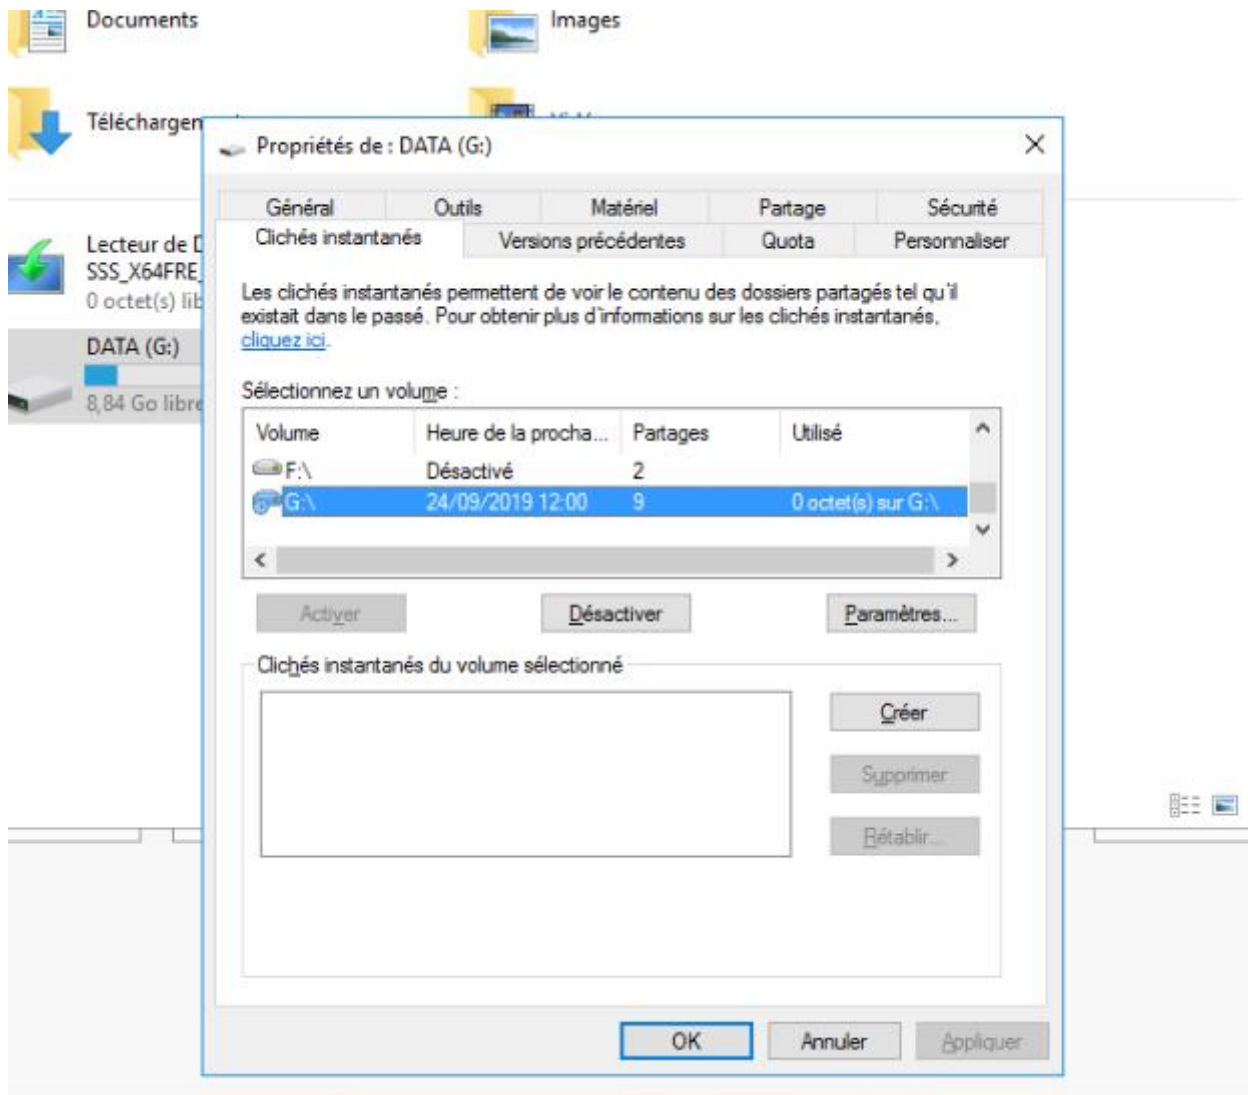 Documents
Images
Téléchargen
Propriétés de : DATA (G:)
Général
Outils
Matériel
Partage
Sécurité
Clichés instantanés
Versions précédentes
Quota
Personnaliser
Lecteur de D
SSS_X64FRE_
0 octet(s) lib
DATA (G:)
8,84 Go libre
Les clichés instantanés permettent de voir le contenu des dossiers partagés tel qu'il
existait dans le passé. Pour obtenir plus d'informations sur les clichés instantanés,
cliquez ici.
Sélectionnez un volume :
Volume
Heure de la procha...
Partages
Utilisé
F:\
Désactivé
2
G:\
24/09/2019 12:00
9
0 octet(s) sur G:\
Activer
Désactiver
Paramètres...
Clichés instantanés du volume sélectionné
Créer
Supprimer
Rétablir...
OK
Annuler
Appliquer